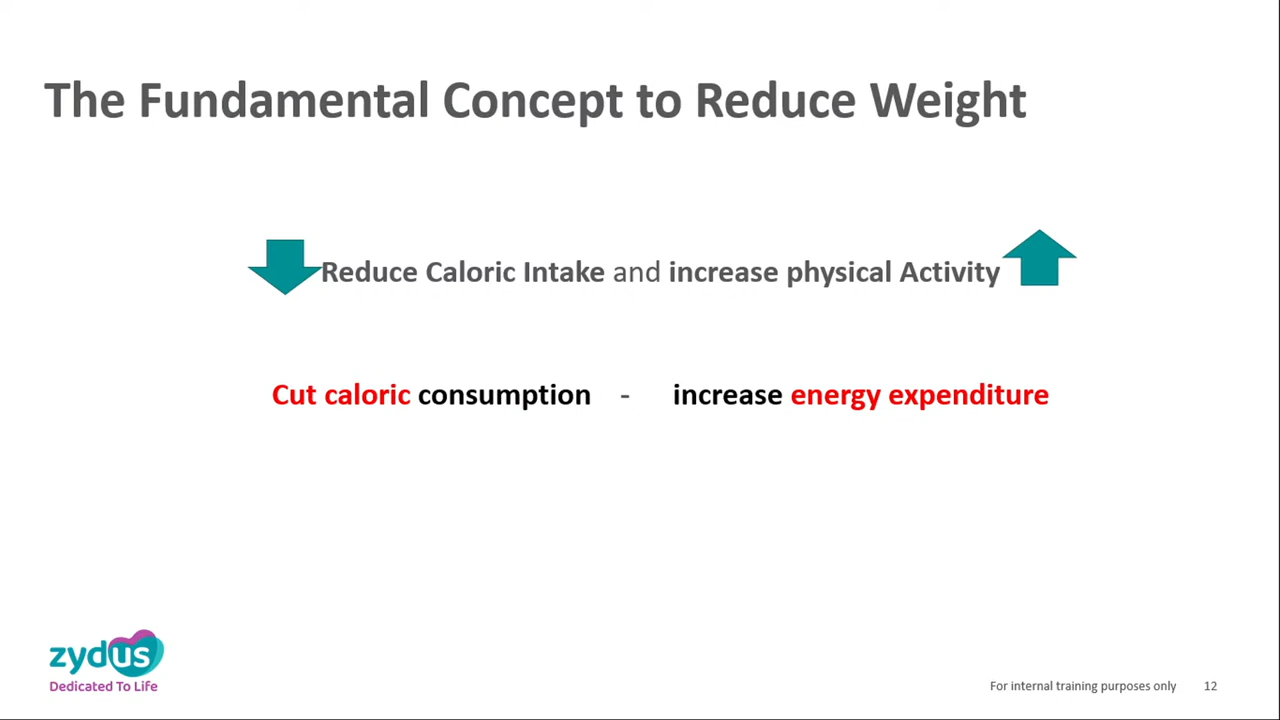 The Fundamental Concept to Reduce Weight
Reduce Caloric Intake and increase physical Activity
Cut caloric consumption - increase energy expenditure
zydus
Dedicated To Life
For internal training purposes only 12